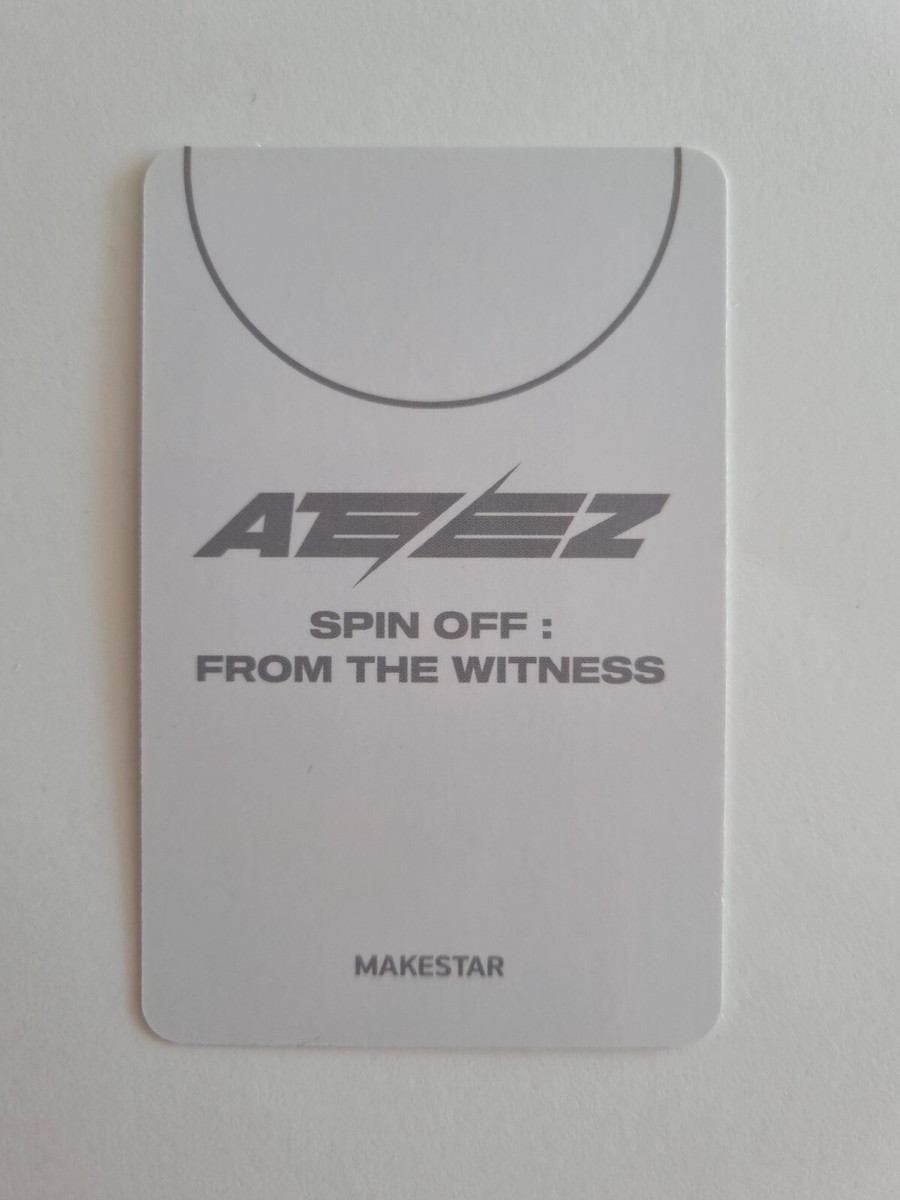 ATEEZ
SPIN OFF :
FROM THE WITNESS
MAKESTAR